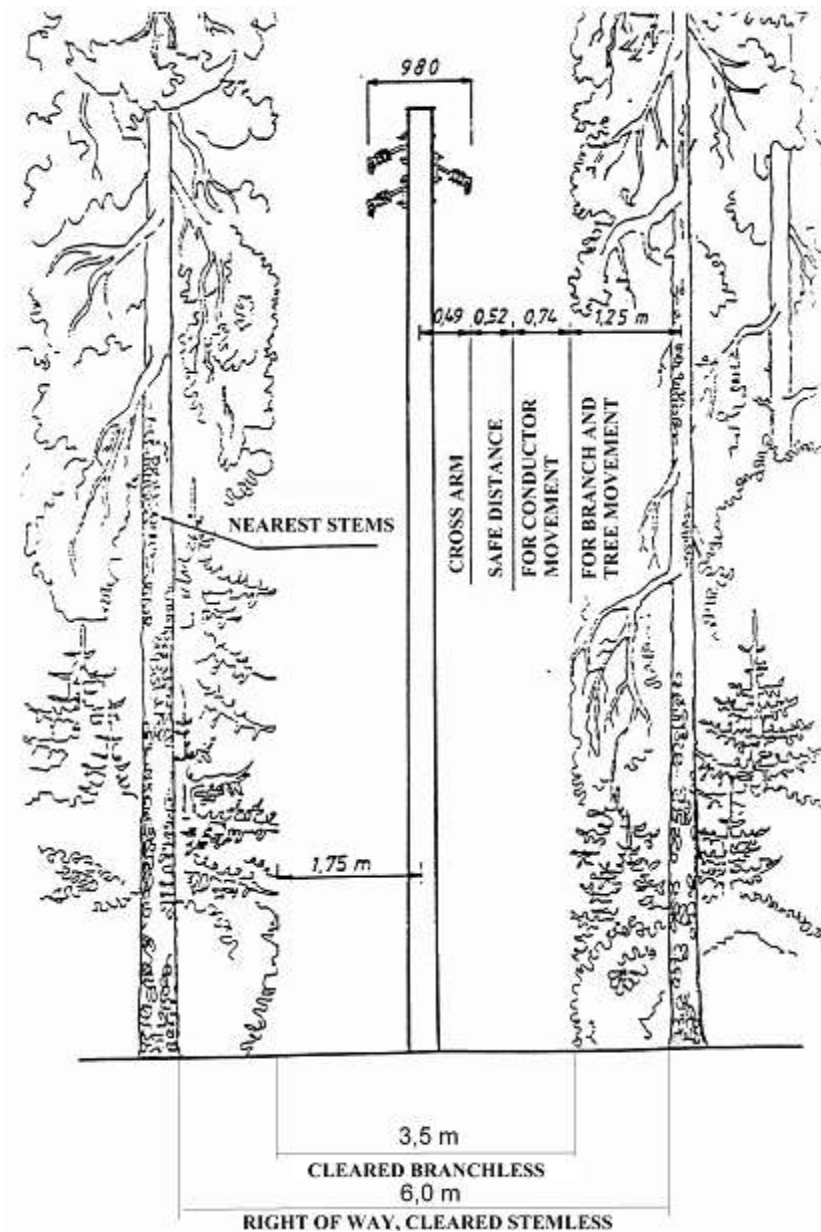 980
0,49 0,52 0,74 1,25 m
CROSS ARM
SAFE DISTANCE
FOR CONDUCTOR
MOVEMENT
FOR BRANCH AND
TREE MOVEMENT
NEAREST STEMS
1,75 m
3,5 m
CLEARED BRANCHLESS
6,0 m
RIGHT OF WAY, CLEARED STEMLESS